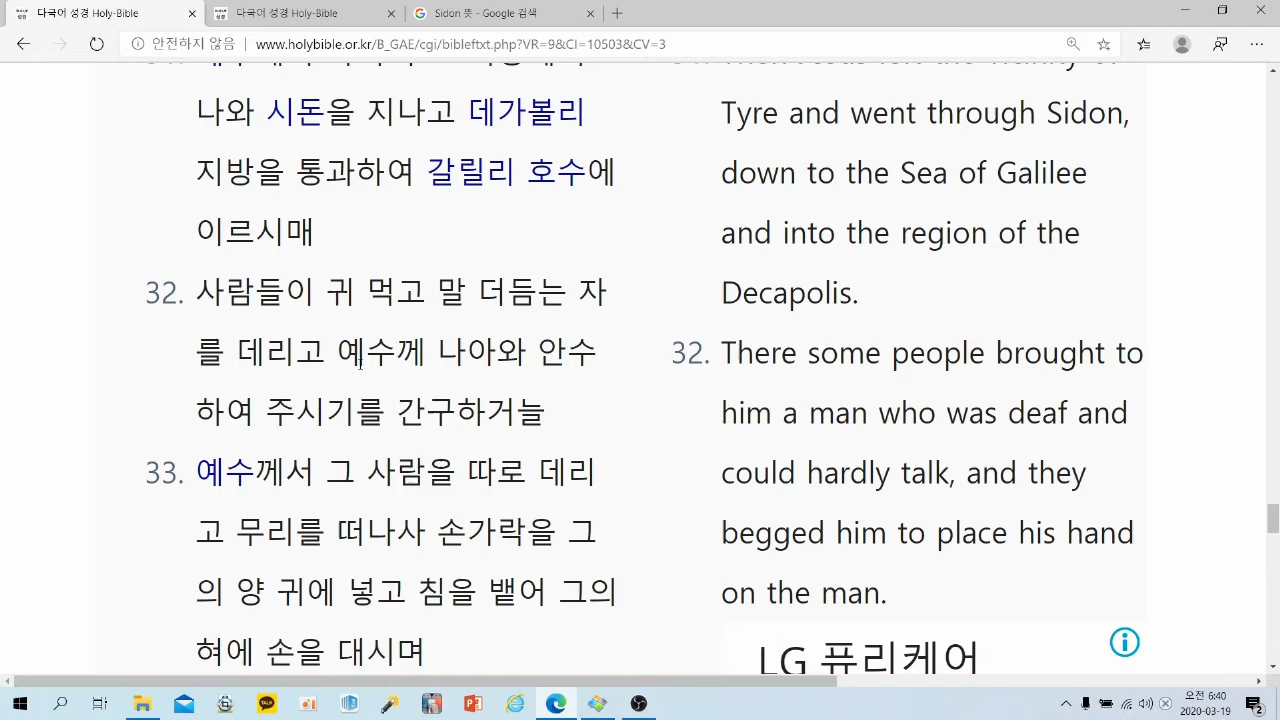 다국어 성경 Holy-Bible
다국어 성경 Holy-Bible
Sidon 뜻 - Google 검색
안전하지 않음
www.holybible.or.kr/B_GAE/cgi/bibleftxt.php?VR=9&CI=10503&CV=3
나와 시돈을 지나고 데가볼리
지방을 통과하여 갈릴리 호수에
이르시매
32. 사람들이 귀 먹고 말 더듬는 자
를 데리고 예수께 나아와 안수
하여 주시기를 간구하거늘
33. 예수께서 그 사람을 따로 데리
고 무리를 떠나사 손가락을 그
의 양 귀에 넣고 침을 뱉어 그의
혀에 손을 대시며
Tyre and went through Sidon,
down to the Sea of Galilee
and into the region of the
Decapolis.
32. There some people brought to
him a man who was deaf and
could hardly talk, and they
begged him to place his hand
on the man.
LG 퓨리케어
오전 6:40
2020-03-19